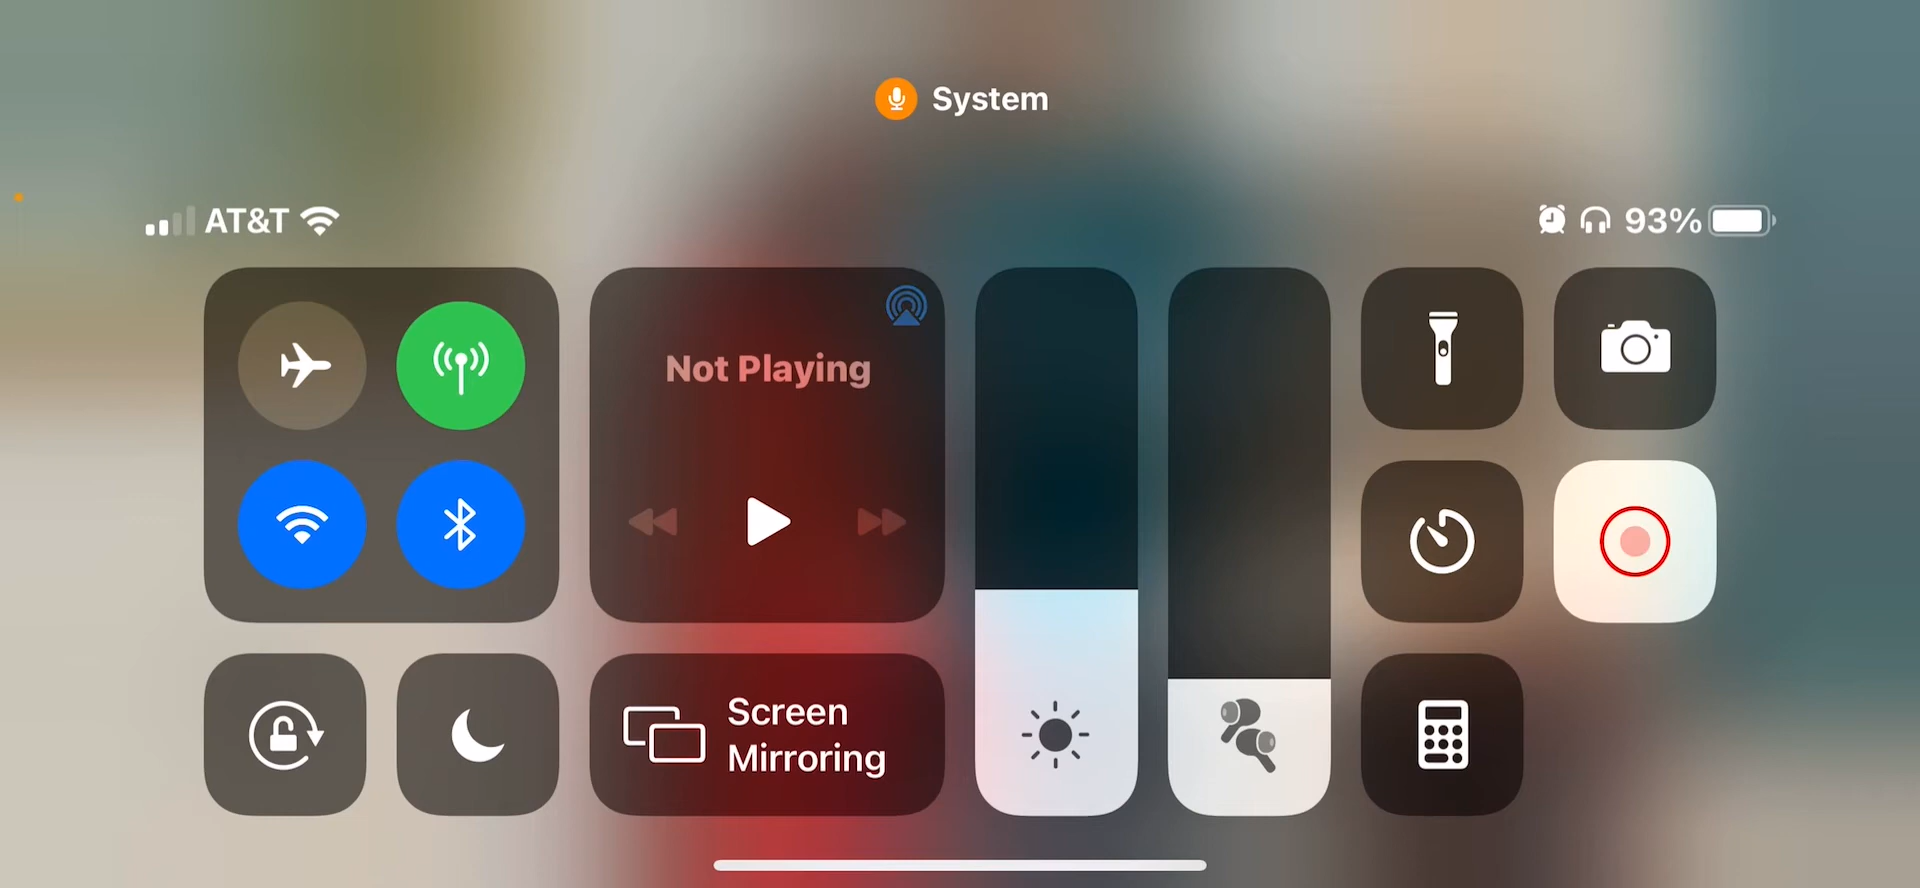 System
AT&T
93%
Not Playing
Screen
Mirroring